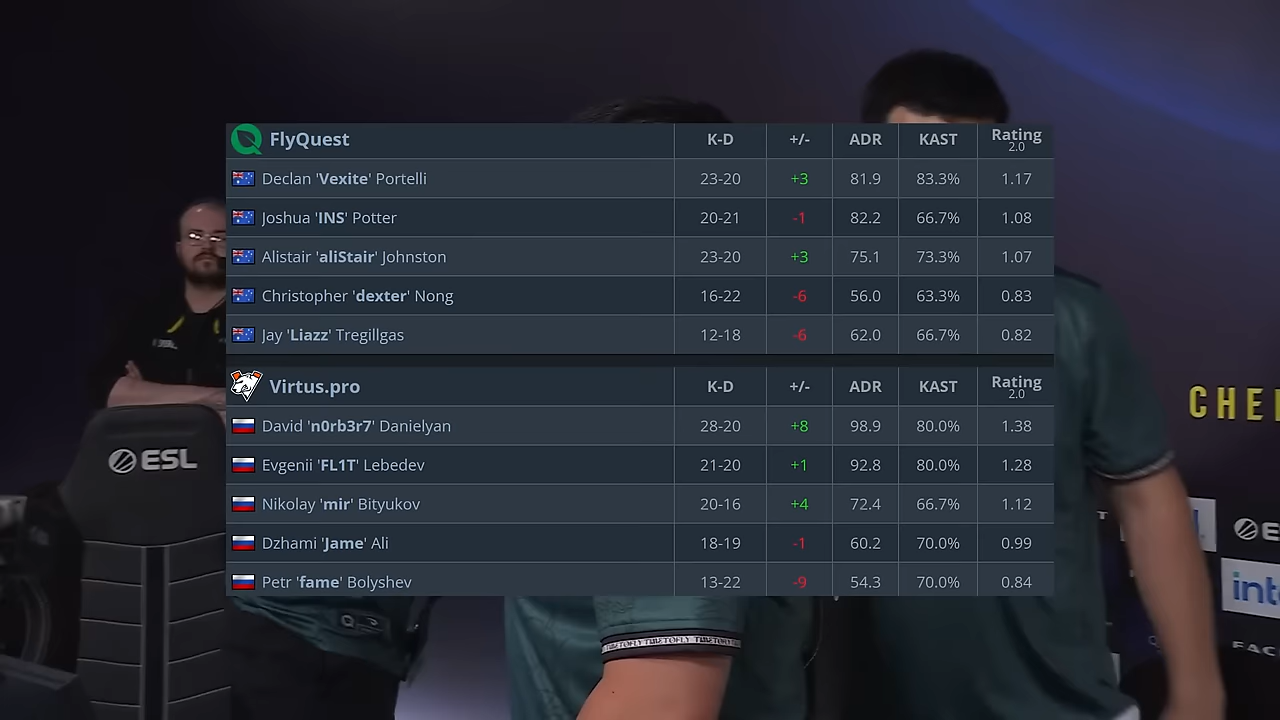 FlyQuest K-D +/- ADR KAST Rating 2.0
Declan 'Vexite' Portelli 23-20 +3 81.9 83.3% 1.17
Joshua 'INS' Potter 20-21 -1 82.2 66.7% 1.08
Alistair 'aliStair' Johnston 23-20 +3 75.1 73.3% 1.07
Christopher 'dexter' Nong 16-22 -6 56.0 63.3% 0.83
Jay 'Liazz' Tregillgas 12-18 -6 62.0 66.7% 0.82
Virtus.pro K-D +/- ADR KAST Rating 2.0
David 'n0rb3r7' Danielyan 28-20 +8 98.9 80.0% 1.38
Evgenii 'FL1T' Lebedev 21-20 +1 92.8 80.0% 1.28
Nikolay 'mir' Bityukov 20-16 +4 72.4 66.7% 1.12
Dzhami 'Jame' Ali 18-19 -1 60.2 70.0% 0.99
Petr 'fame' Bolyshev 13-22 -9 54.3 70.0% 0.84
ESL
CHE
E
int
FAC